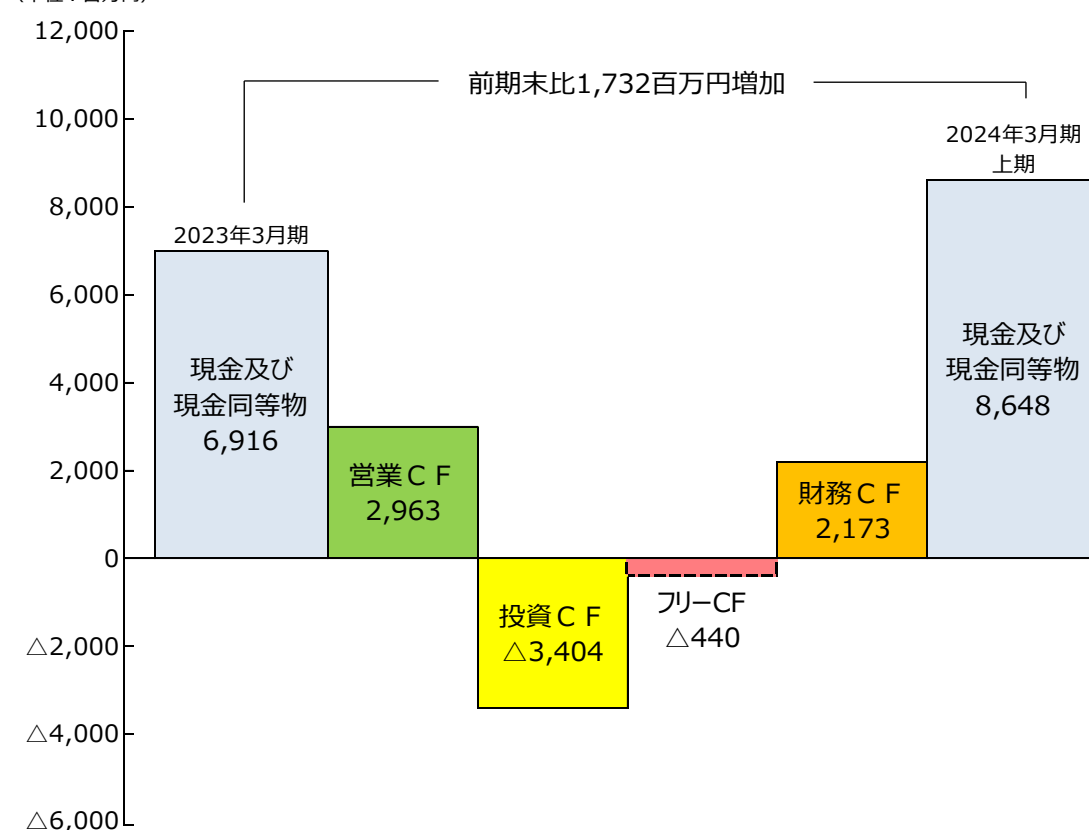 12,000
前期末比1,732百万円増加
10,000
2024年3月期
上期
8,000
2023年3月期
6,000
現金及び
現金同等物
8,648
4,000
現金及び
現金同等物
6,916
2,000
営業ＣＦ
2,963
財務ＣＦ
2,173
0
投資ＣＦ
△3,404
フリーCF
△440
△2,000
△4,000
△6,000